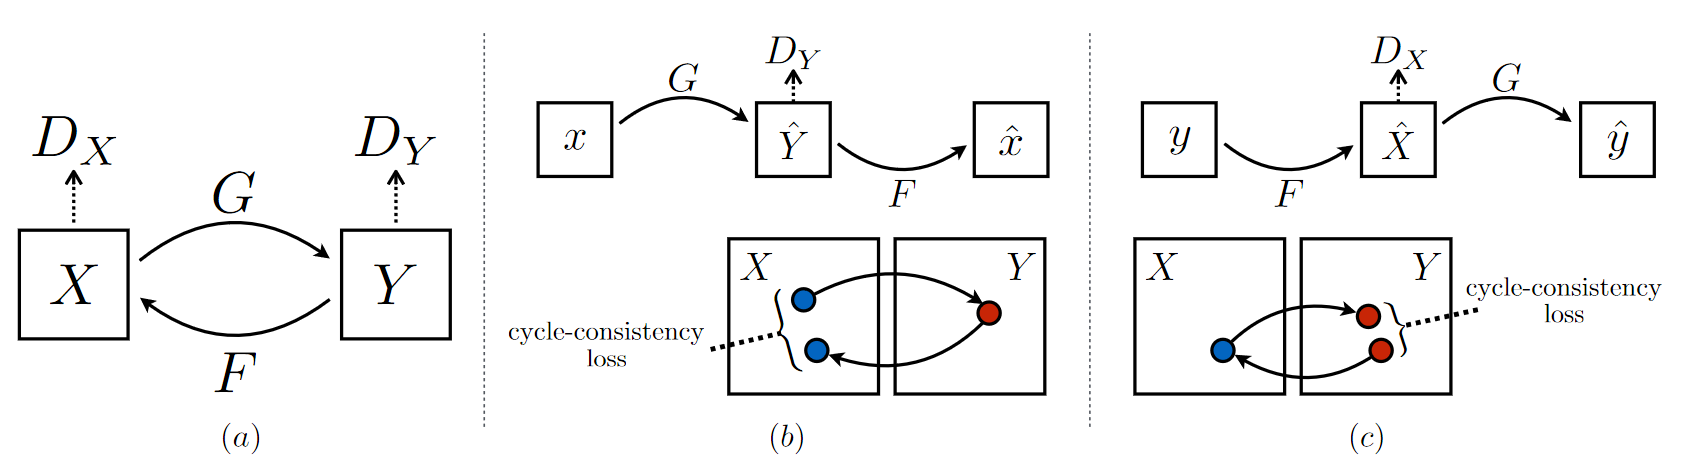 D_X
D_Y
G
X
Y
F
(a)
D_Y
G
x
Ŷ
x̂
F
X
Y
cycle-consistency
loss
(b)
D_X
G
y
X̂
ŷ
F
X
Y
cycle-consistency
loss
(c)